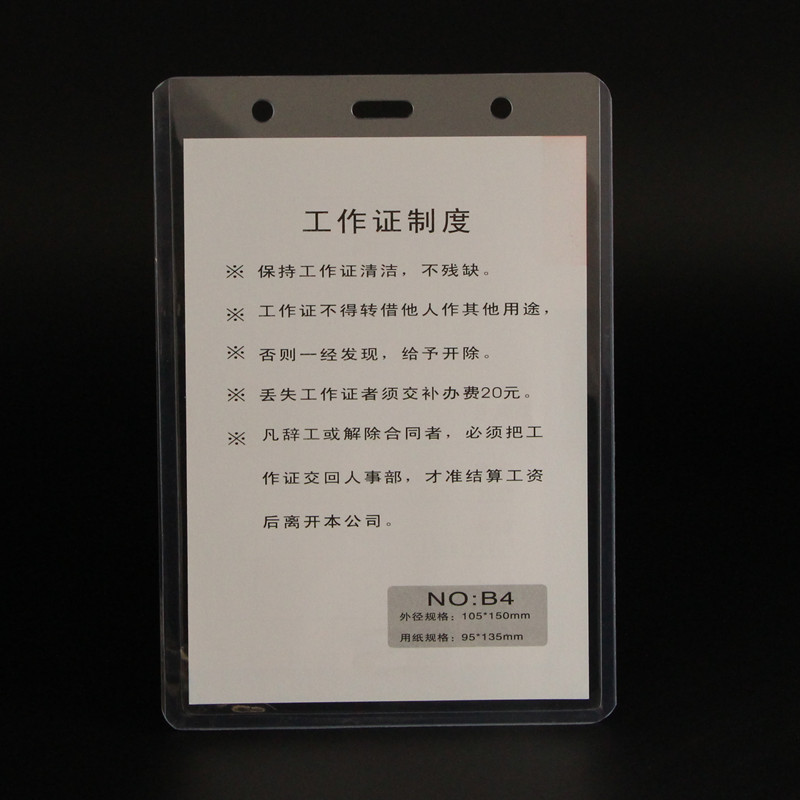 工作证制度
※ 保持工作证清洁，不残缺。
※ 工作证不得转借他人作其他用途，
※ 否则一经发现，给予开除。
※ 丢失工作证者须交补办费20元。
※ 凡辞工或解除合同者，必须把工
作证交回人事部，才准结算工资
后离开本公司。
NO:B4
外径规格：105*150mm
用纸规格：95*135mm